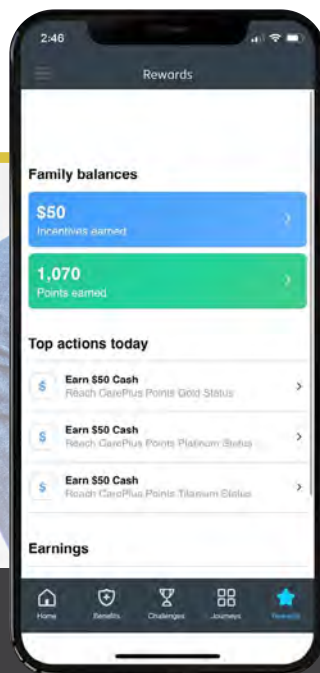 2:46
Rewards
Family balances
$50
Incentives earned
1,070
Points earned
Top actions today
$
Earn $50 Cash
Reach CarePlus Points Gold Status
$
Earn $50 Cash
Reach CarePlus Points Platinum Status
$
Earn $50 Cash
Reach CarePlus Points Titanium Status
Earnings
Home
Benefits
Challenges
Journeys
Rewards